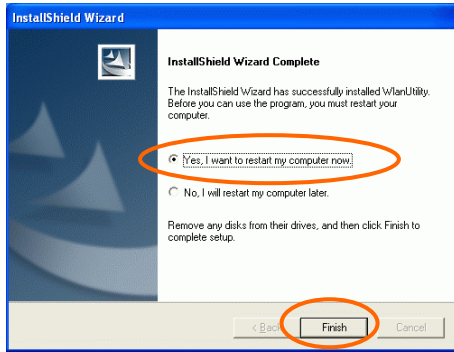 InstallShield Wizard
InstallShield Wizard Complete
The InstallShield Wizard has successfully installed WlanUtility.
Before you can use the program, you must restart your
computer.
Yes, I want to restart my computer now.
No, I will restart my computer later.
Remove any disks from their drives, and then click Finish to
complete setup.
< Back Finish Cancel